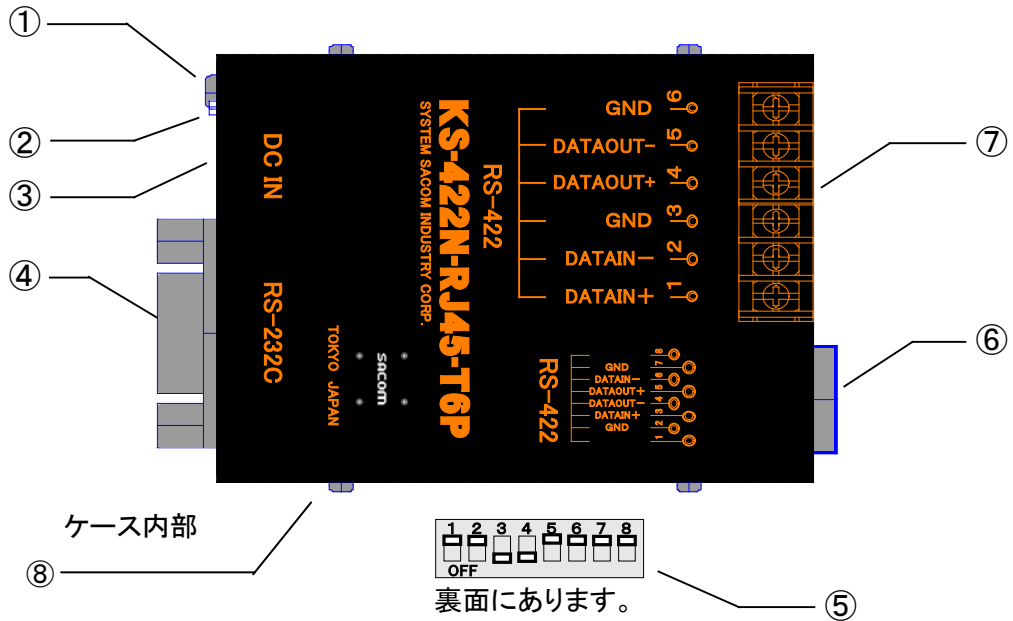 ①
②
③
④
DC IN
RS-232C
TOKYO JAPAN
sacom
SYSTEM SACOM INDUSTRY CORP.
KS-422N-RJ45-T6P
RS-422
GND 6
DATAOUT- 5
DATAOUT+ 4
GND 3
DATAIN- 2
DATAIN+ 1
⑦
RS-422
8
GND 7
DATAIN- 6
DATAOUT+ 5
DATAOUT- 4
DATAIN+ 3
GND 2
1
⑥
ケース内部
⑧
1 2 3 4 5 6 7 8
OFF
裏面にあります。
⑤